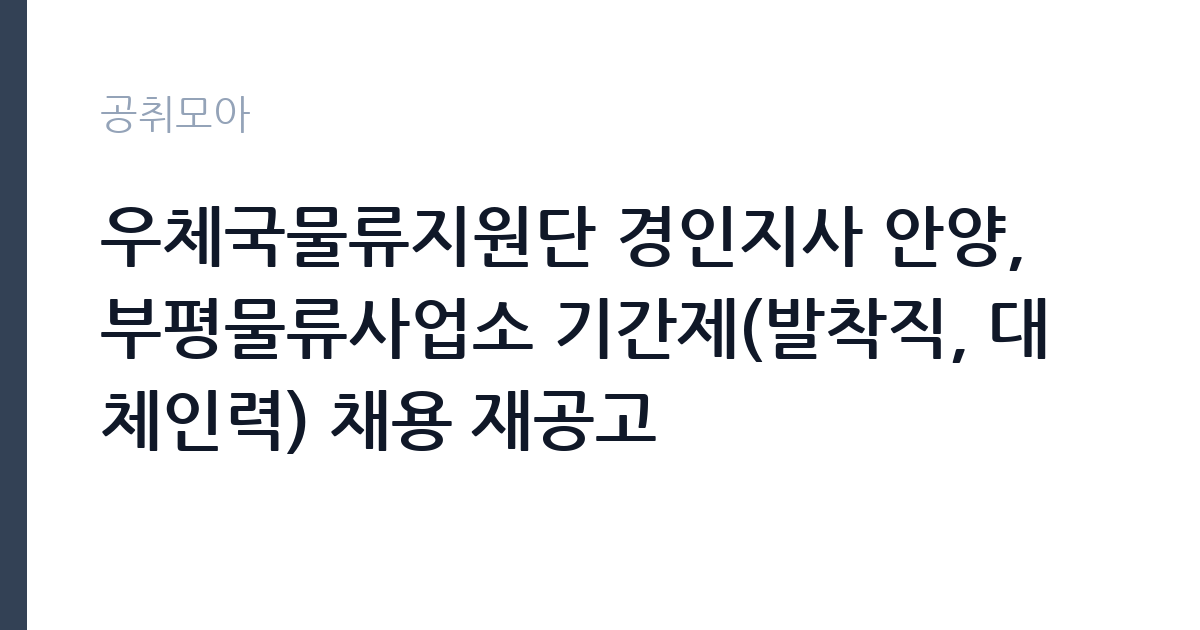 공취모아
우체국물류지원단 경인지사 안양,
부평물류사업소 기간제(발착직, 대
체인력) 채용 재공고